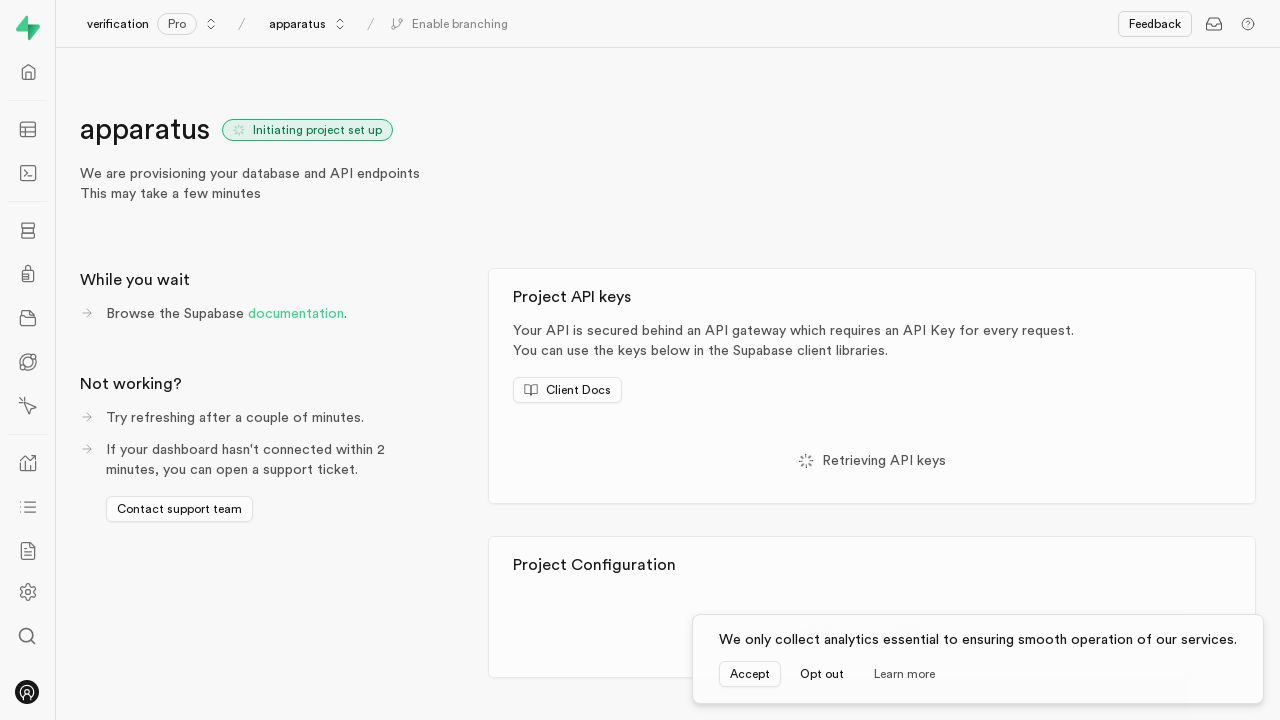 verification
Pro
/
apparatus
/
Enable branching
Feedback
apparatus
Initiating project set up
We are provisioning your database and API endpoints
This may take a few minutes
While you wait
Browse the Supabase documentation.
Not working?
Try refreshing after a couple of minutes.
If your dashboard hasn't connected within 2
minutes, you can open a support ticket.
Contact support team
Project API keys
Your API is secured behind an API gateway which requires an API Key for every request.
You can use the keys below in the Supabase client libraries.
Client Docs
Retrieving API keys
Project Configuration
We only collect analytics essential to ensuring smooth operation of our services.
Accept
Opt out
Learn more